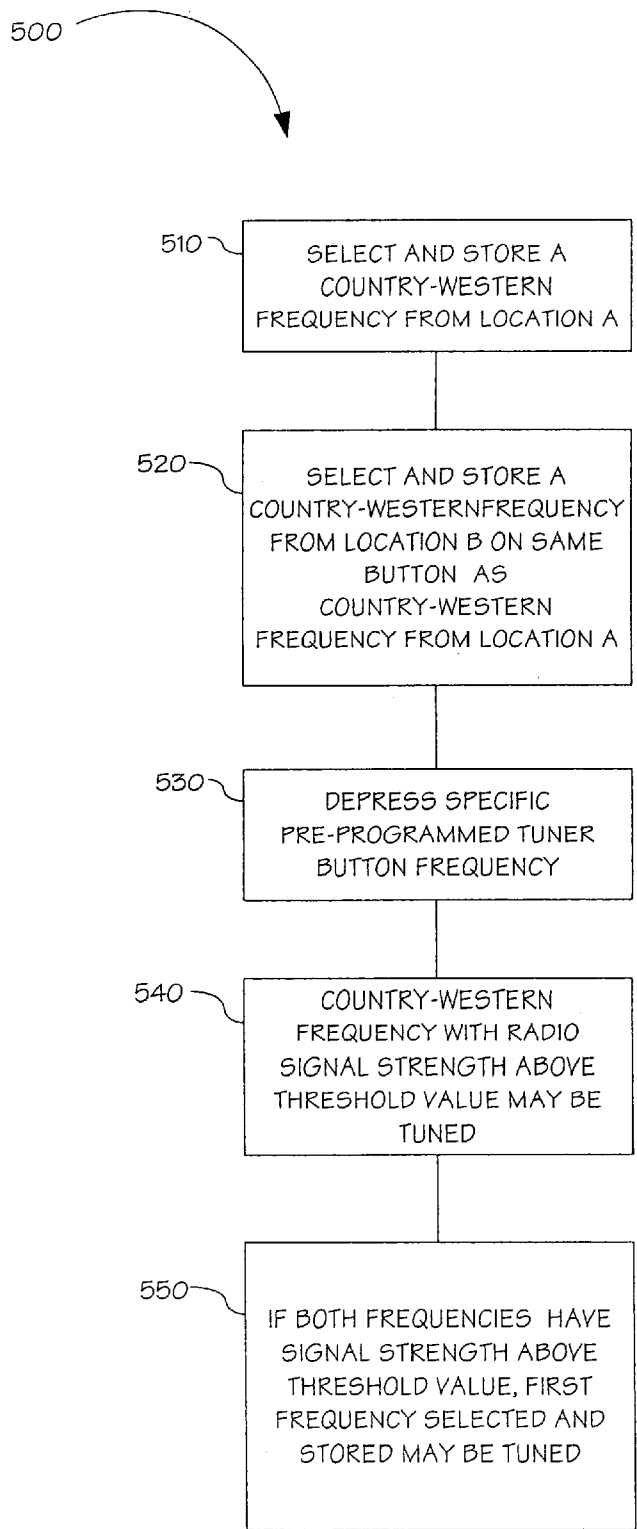 500
510
SELECT AND STORE A
COUNTRY-WESTERN
FREQUENCY FROM LOCATION A
520
SELECT AND STORE A
COUNTRY-WESTERNFREQUENCY
FROM LOCATION B ON SAME
BUTTON AS
COUNTRY-WESTERN
FREQUENCY FROM LOCATION A
530
DEPRESS SPECIFIC
PRE-PROGRAMMED TUNER
BUTTON FREQUENCY
540
COUNTRY-WESTERN
FREQUENCY WITH RADIO
SIGNAL STRENGTH ABOVE
THRESHOLD VALUE MAY BE
TUNED
550
IF BOTH FREQUENCIES HAVE
SIGNAL STRENGTH ABOVE
THRESHOLD VALUE, FIRST
FREQUENCY SELECTED AND
STORED MAY BE TUNED